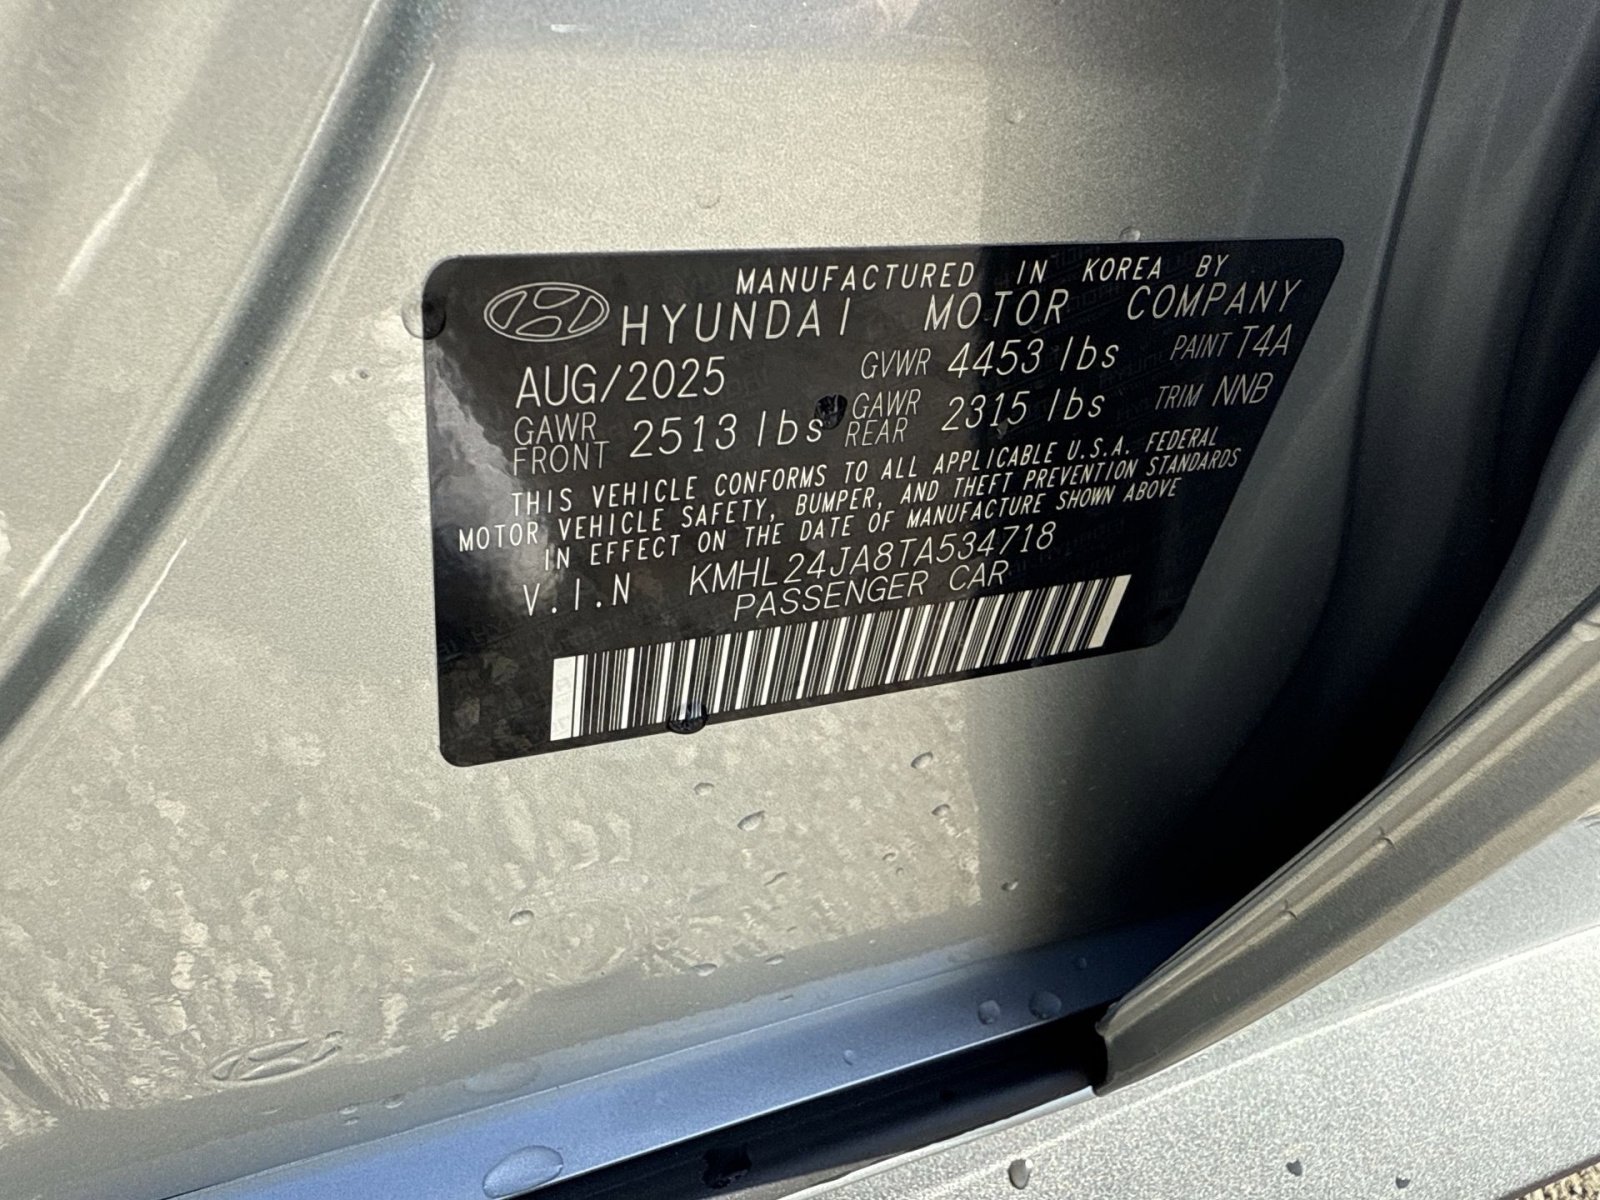 MANUFACTURED IN KOREA BY
HYUNDAI MOTOR COMPANY
AUG/2025 GVWR 4453 lbs PAINT T4A
GAWR FRONT 2513 lbs GAWR REAR 2315 lbs TRIM NNB
THIS VEHICLE CONFORMS TO ALL APPLICABLE U.S.A. FEDERAL
MOTOR VEHICLE SAFETY, BUMPER, AND THEFT PREVENTION STANDARDS
IN EFFECT ON THE DATE OF MANUFACTURE SHOWN ABOVE
V.I.N KMHL24JA8TA534718
PASSENGER CAR